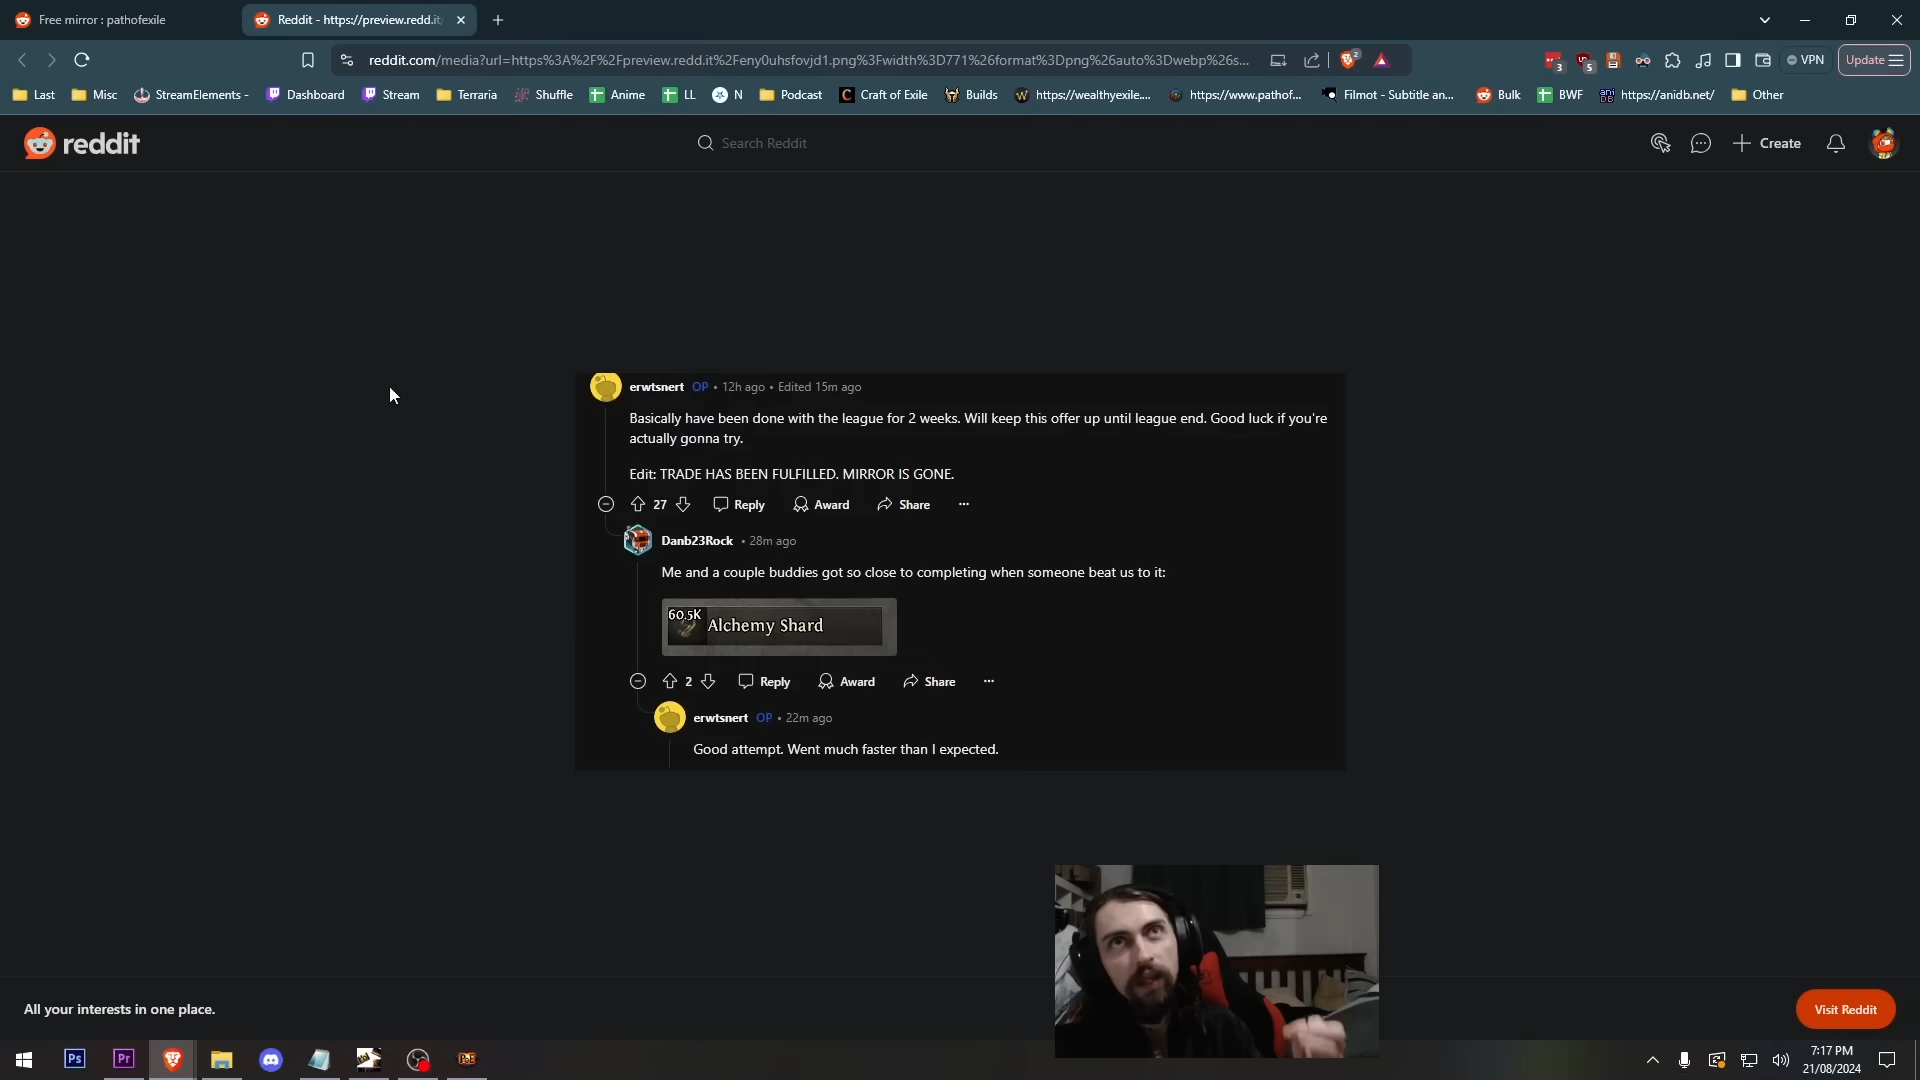 Free mirror : pathofexile
Reddit - https://preview.redd.it
reddit.com/media?url=https%3A%2F%2Fpreview.redd.it%2Feny0uhsfovjd1.png%3Fwidth%3D771%26format%3Dpng%26auto%3Dwebp%26s...
2
3
5
VPN
Update
Last
Misc
StreamElements -
Dashboard
Stream
Terraria
Shuffle
Anime
LL
N
Podcast
Craft of Exile
Builds
https://wealthyexile....
https://www.pathof...
Filmot - Subtitle an...
Bulk
BWF
https://anidb.net/
Other
reddit
Search Reddit
Create
erwtsnert OP • 12h ago • Edited 15m ago
Basically have been done with the league for 2 weeks. Will keep this offer up until league end. Good luck if you're
actually gonna try.
Edit: TRADE HAS BEEN FULFILLED. MIRROR IS GONE.
27 Reply Award Share ...
Danb23Rock • 28m ago
Me and a couple buddies got so close to completing when someone beat us to it:
60.5K
Alchemy Shard
2 Reply Award Share ...
erwtsnert OP • 22m ago
Good attempt. Went much faster than I expected.
All your interests in one place.
Visit Reddit
Ps
Pr
PoE
7:17 PM
21/08/2024